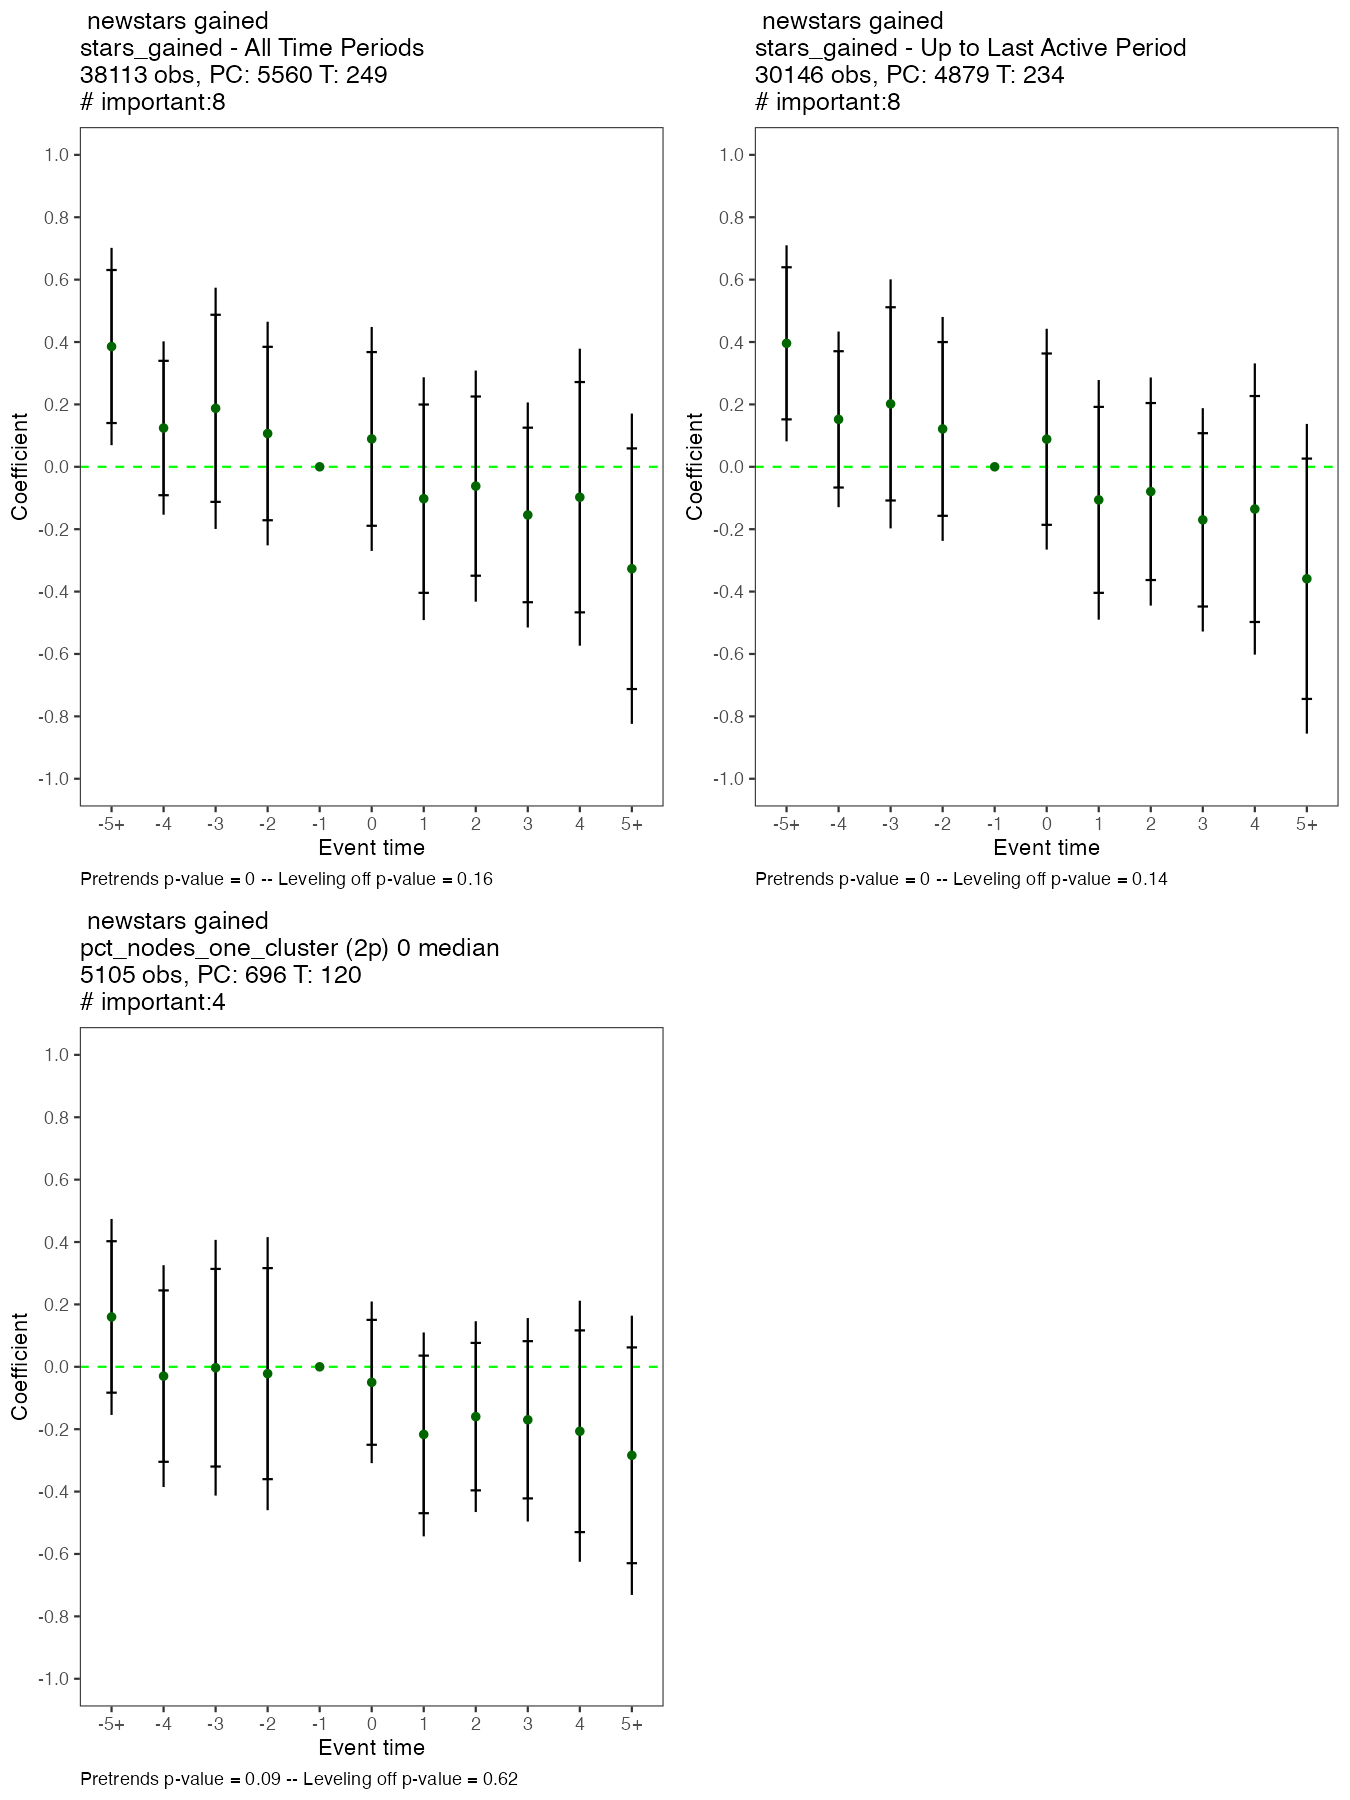 newstars gained
stars_gained - All Time Periods
38113 obs, PC: 5560 T: 249
# important:8
1.0
0.8
0.6
0.4
0.2
0.0
-0.2
-0.4
-0.6
-0.8
-1.0
Coefficient
-5+ -4 -3 -2 -1 0 1 2 3 4 5+
Event time
Pretrends p-value = 0 -- Leveling off p-value = 0.16
newstars gained
stars_gained - Up to Last Active Period
30146 obs, PC: 4879 T: 234
# important:8
1.0
0.8
0.6
0.4
0.2
0.0
-0.2
-0.4
-0.6
-0.8
-1.0
Coefficient
-5+ -4 -3 -2 -1 0 1 2 3 4 5+
Event time
Pretrends p-value = 0 -- Leveling off p-value = 0.14
newstars gained
pct_nodes_one_cluster (2p) 0 median
5105 obs, PC: 696 T: 120
# important:4
1.0
0.8
0.6
0.4
0.2
0.0
-0.2
-0.4
-0.6
-0.8
-1.0
Coefficient
-5+ -4 -3 -2 -1 0 1 2 3 4 5+
Event time
Pretrends p-value = 0.09 -- Leveling off p-value = 0.62